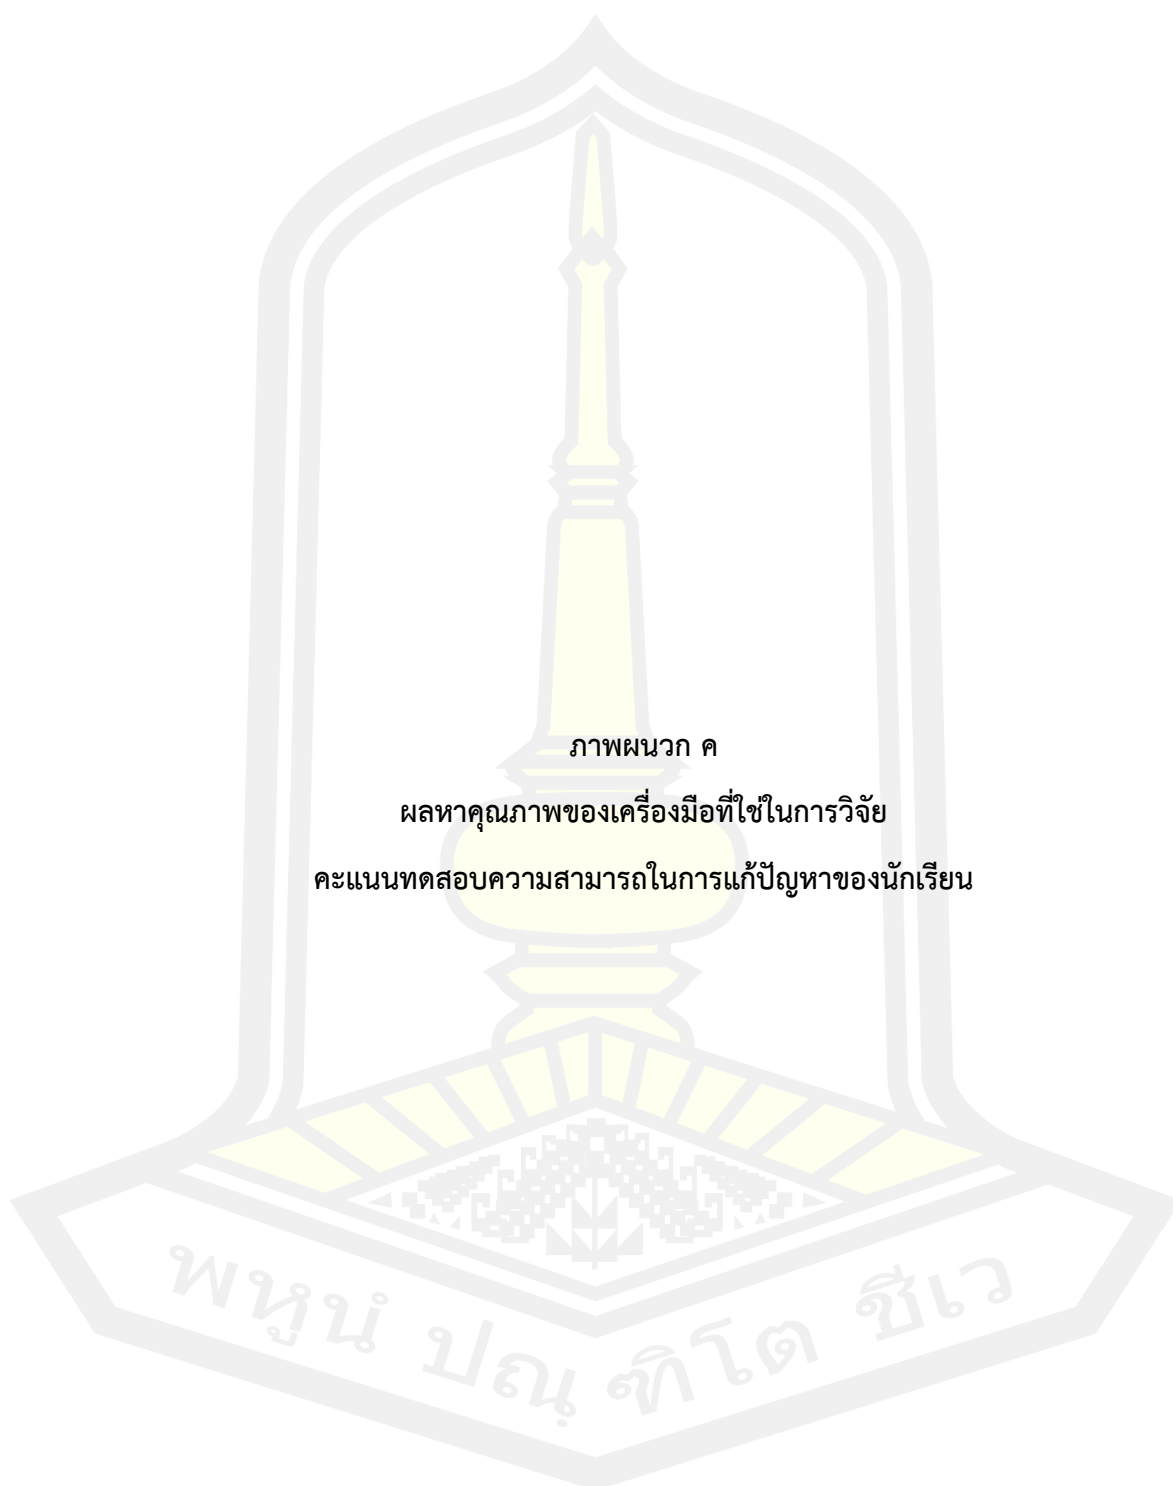 ภาพผนวก ค
ผลหาคุณภาพของเครื่องมือที่ใช่ในการวิจัย
คะแนนทดสอบความสามารถในการแก้ปัญหาของนักเรียน
พหูนํ ปณฺฑิโต ชีเว